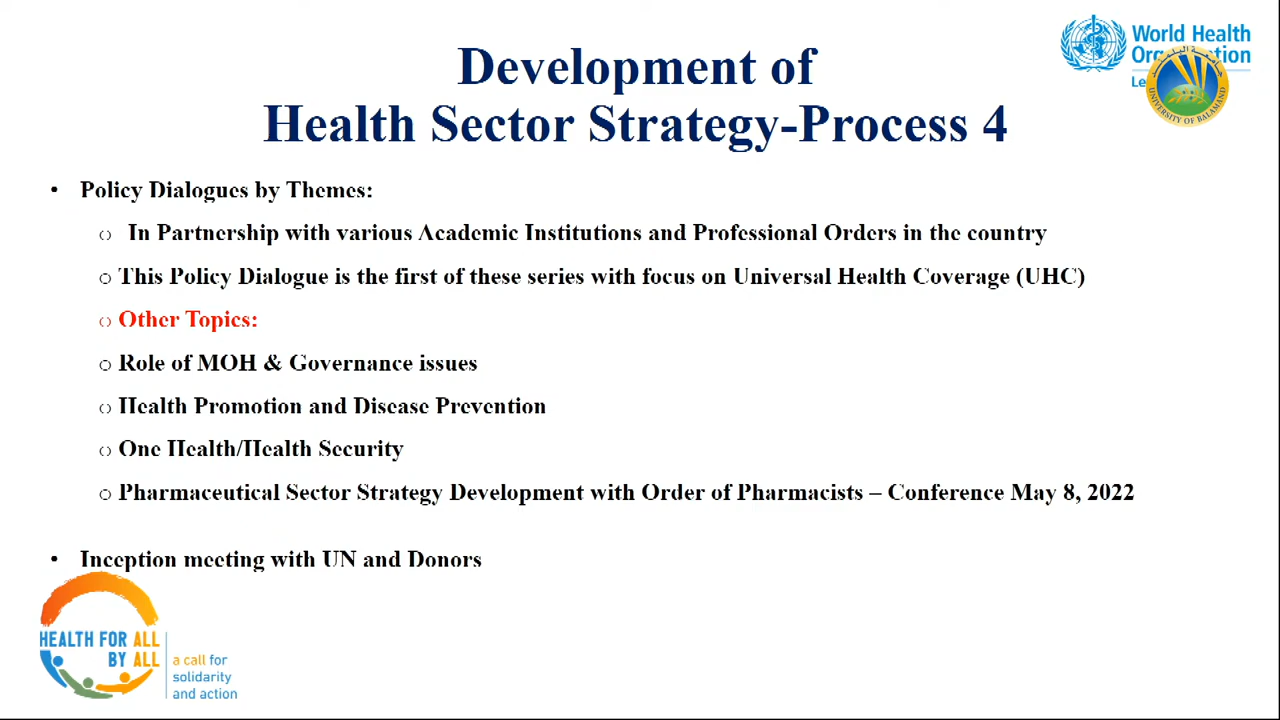 World Health
Development of
Health Sector Strategy-Process 4
UNIVERSITY OF BALAMAND
• Policy Dialogues by Themes:
o In Partnership with various Academic Institutions and Professional Orders in the country
o This Policy Dialogue is the first of these series with focus on Universal Health Coverage (UHC)
o Other Topics:
o Role of MOH & Governance issues
o Health Promotion and Disease Prevention
o One Health/Health Security
o Pharmaceutical Sector Strategy Development with Order of Pharmacists – Conference May 8, 2022
• Inception meeting with UN and Donors
HEALTH FOR ALL
BY ALL
a call for
solidarity
and action